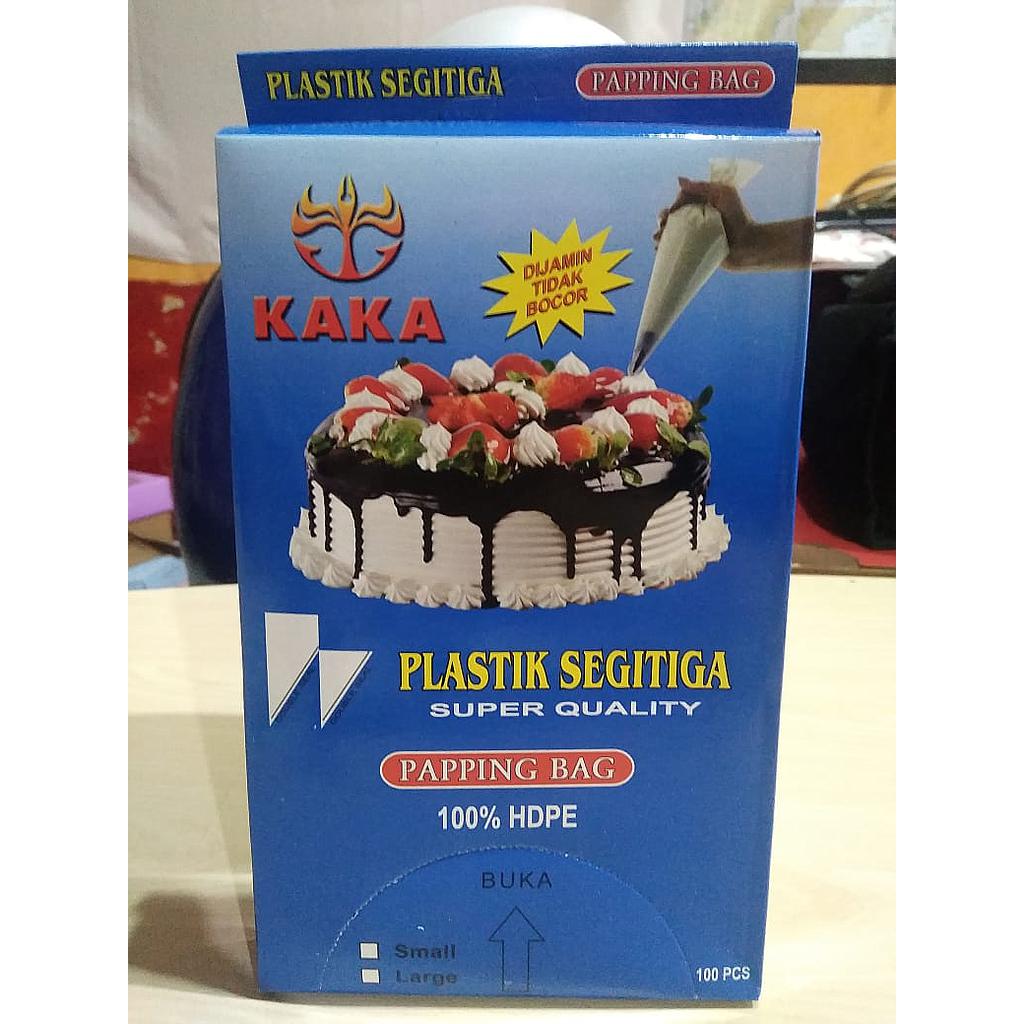 PLASTIK SEGITIGA
PAPPING BAG
KAKA
DIJAMIN
TIDAK
BOCOR
PLASTIK SEGITIGA
SUPER QUALITY
PAPPING BAG
100% HDPE
BUKA
Small
Large
100 PCS